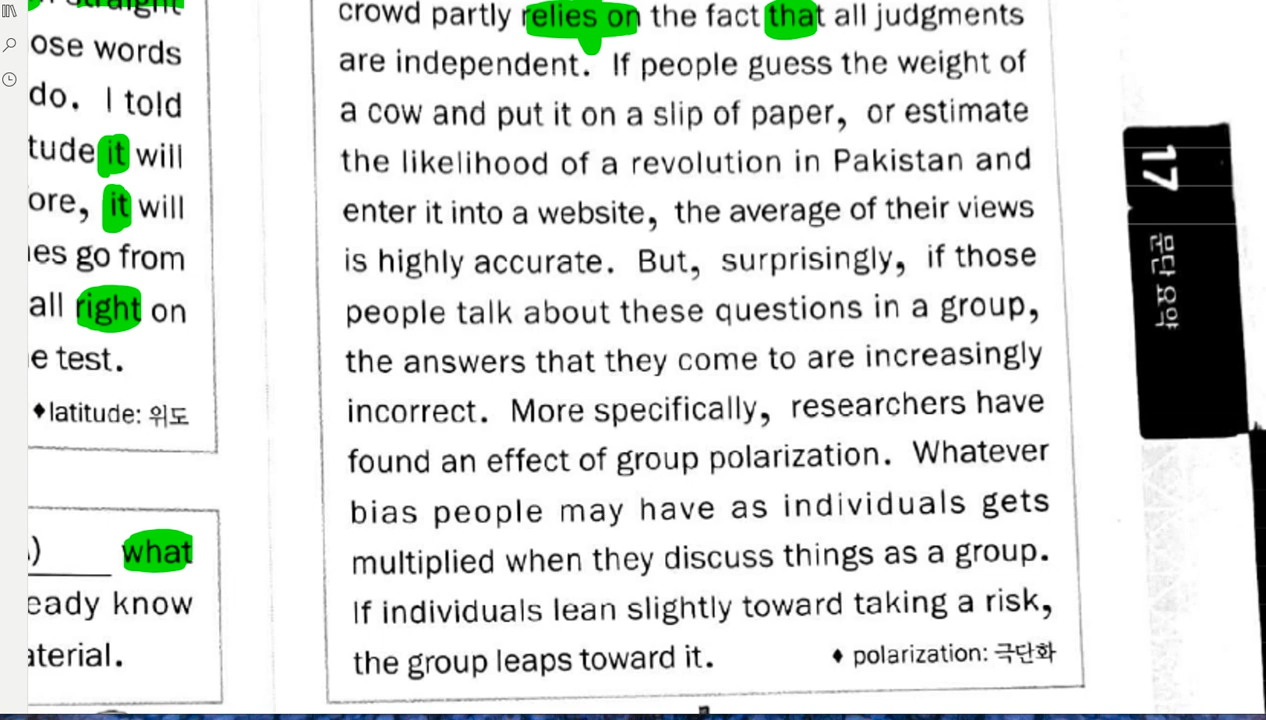 straight
ose words
do. I told
tude it will
ore, it will
es go from
all right on
e test.
♦latitude: 위도
what
eady know
aterial.
crowd partly relies on the fact that all judgments
are independent. If people guess the weight of
a cow and put it on a slip of paper, or estimate
the likelihood of a revolution in Pakistan and
enter it into a website, the average of their views
is highly accurate. But, surprisingly, if those
people talk about these questions in a group,
the answers that they come to are increasingly
incorrect. More specifically, researchers have
found an effect of group polarization. Whatever
bias people may have as individuals gets
multiplied when they discuss things as a group.
If individuals lean slightly toward taking a risk,
the group leaps toward it.
♦ polarization: 극단화
17
문단 요약